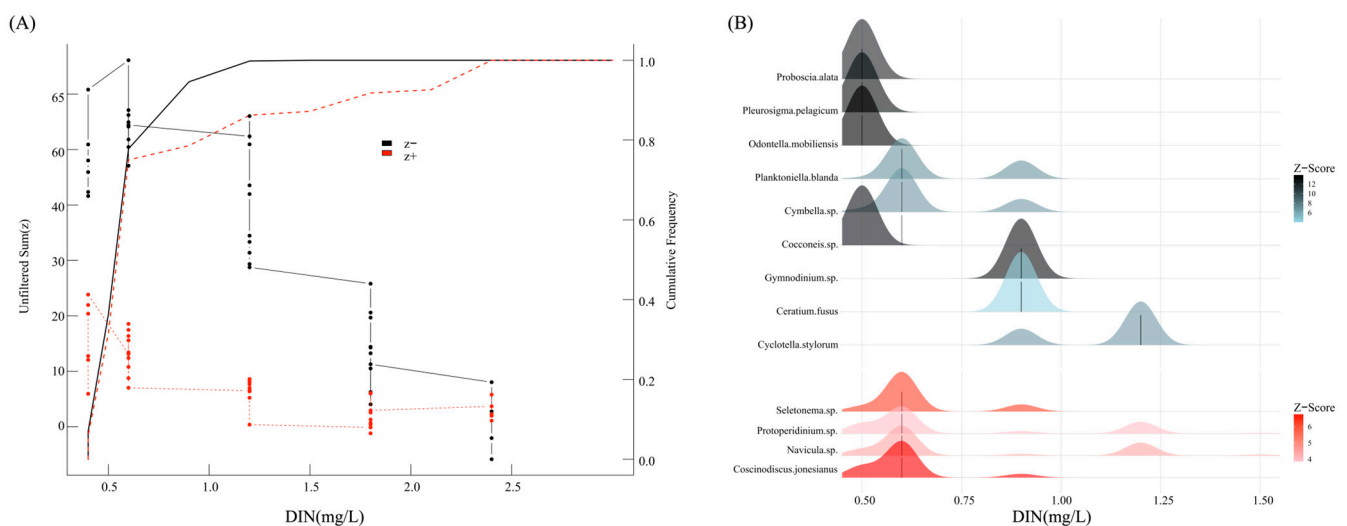 (A)
Unfiltered Sum(z)
65
60
40
30
20
10
0
0.5
1.0
1.5
2.0
2.5
DIN(mg/L)
z−
z+
1.0
0.8
0.6
0.4
0.2
0.0
Cumulative Frequency
(B)
Proboscia.alata
Pleurosigma.pelagicum
Odontella.mobiliensis
Planktoniella.blanda
Cymbella.sp.
Cocconeis.sp.
Gymnodinium.sp.
Ceratium.fusus
Cyclotella.stylorum
Seletonema.sp.
Protoperidinium.sp.
Navicula.sp.
Coscinodiscus.jonesianus
0.50
0.75
1.00
1.25
1.50
DIN(mg/L)
Z−Score
12
10
8
6
Z−Score
6
5
4